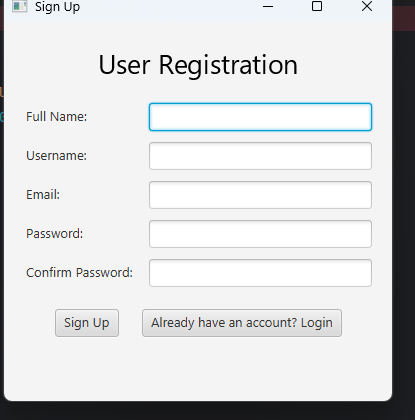 Sign Up
User Registration
Full Name:
Username:
Email:
Password:
Confirm Password:
Sign Up Already have an account? Login